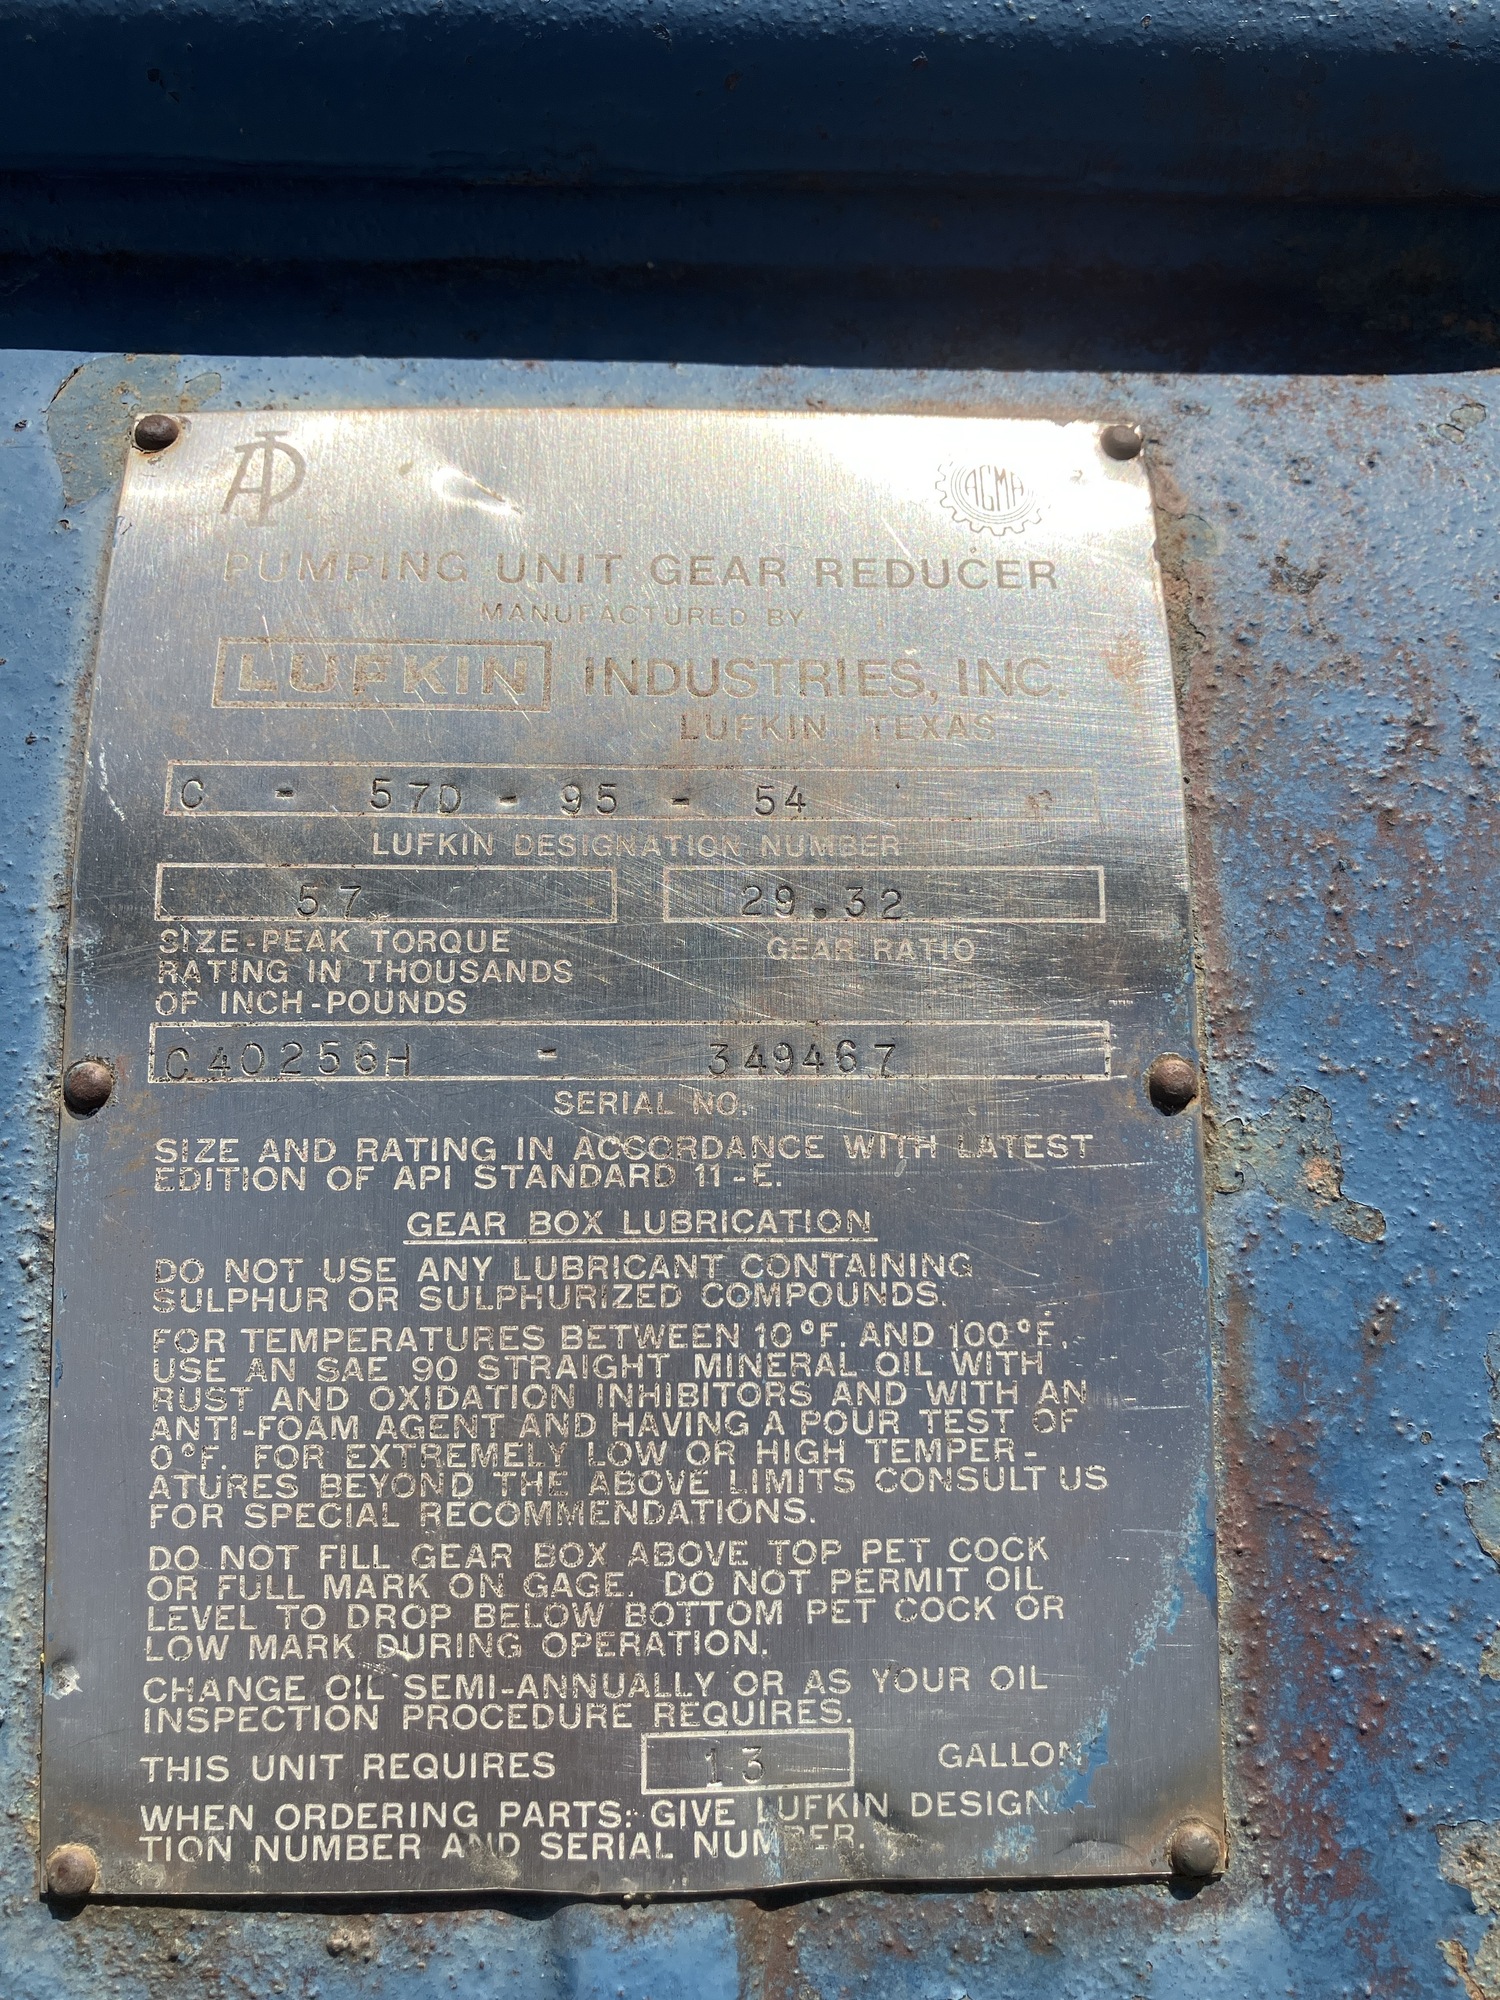 API
AGMA
PUMPING UNIT GEAR REDUCER
MANUFACTURED BY
LUFKIN INDUSTRIES, INC.
LUFKIN, TEXAS
C - 57D - 95 - 54
LUFKIN DESIGNATION NUMBER
57 29.32
SIZE-PEAK TORQUE GEAR RATIO
RATING IN THOUSANDS
OF INCH-POUNDS
C40256H - 349467
SERIAL NO.
SIZE AND RATING IN ACCORDANCE WITH LATEST
EDITION OF API STANDARD 11-E.
GEAR BOX LUBRICATION
DO NOT USE ANY LUBRICANT CONTAINING
SULPHUR OR SULPHURIZED COMPOUNDS.
FOR TEMPERATURES BETWEEN 10°F. AND 100°F.
USE AN SAE 90 STRAIGHT MINERAL OIL WITH
RUST AND OXIDATION INHIBITORS AND WITH AN
ANTI-FOAM AGENT AND HAVING A POUR TEST OF
0°F. FOR EXTREMELY LOW OR HIGH TEMPER-
ATURES BEYOND THE ABOVE LIMITS CONSULT US
FOR SPECIAL RECOMMENDATIONS.
DO NOT FILL GEAR BOX ABOVE TOP PET COCK
OR FULL MARK ON GAGE. DO NOT PERMIT OIL
LEVEL TO DROP BELOW BOTTOM PET COCK OR
LOW MARK DURING OPERATION.
CHANGE OIL SEMI-ANNUALLY OR AS YOUR OIL
INSPECTION PROCEDURE REQUIRES.
THIS UNIT REQUIRES 13 GALLON
WHEN ORDERING PARTS: GIVE LUFKIN DESIGN
TION NUMBER AND SERIAL NUMBER.